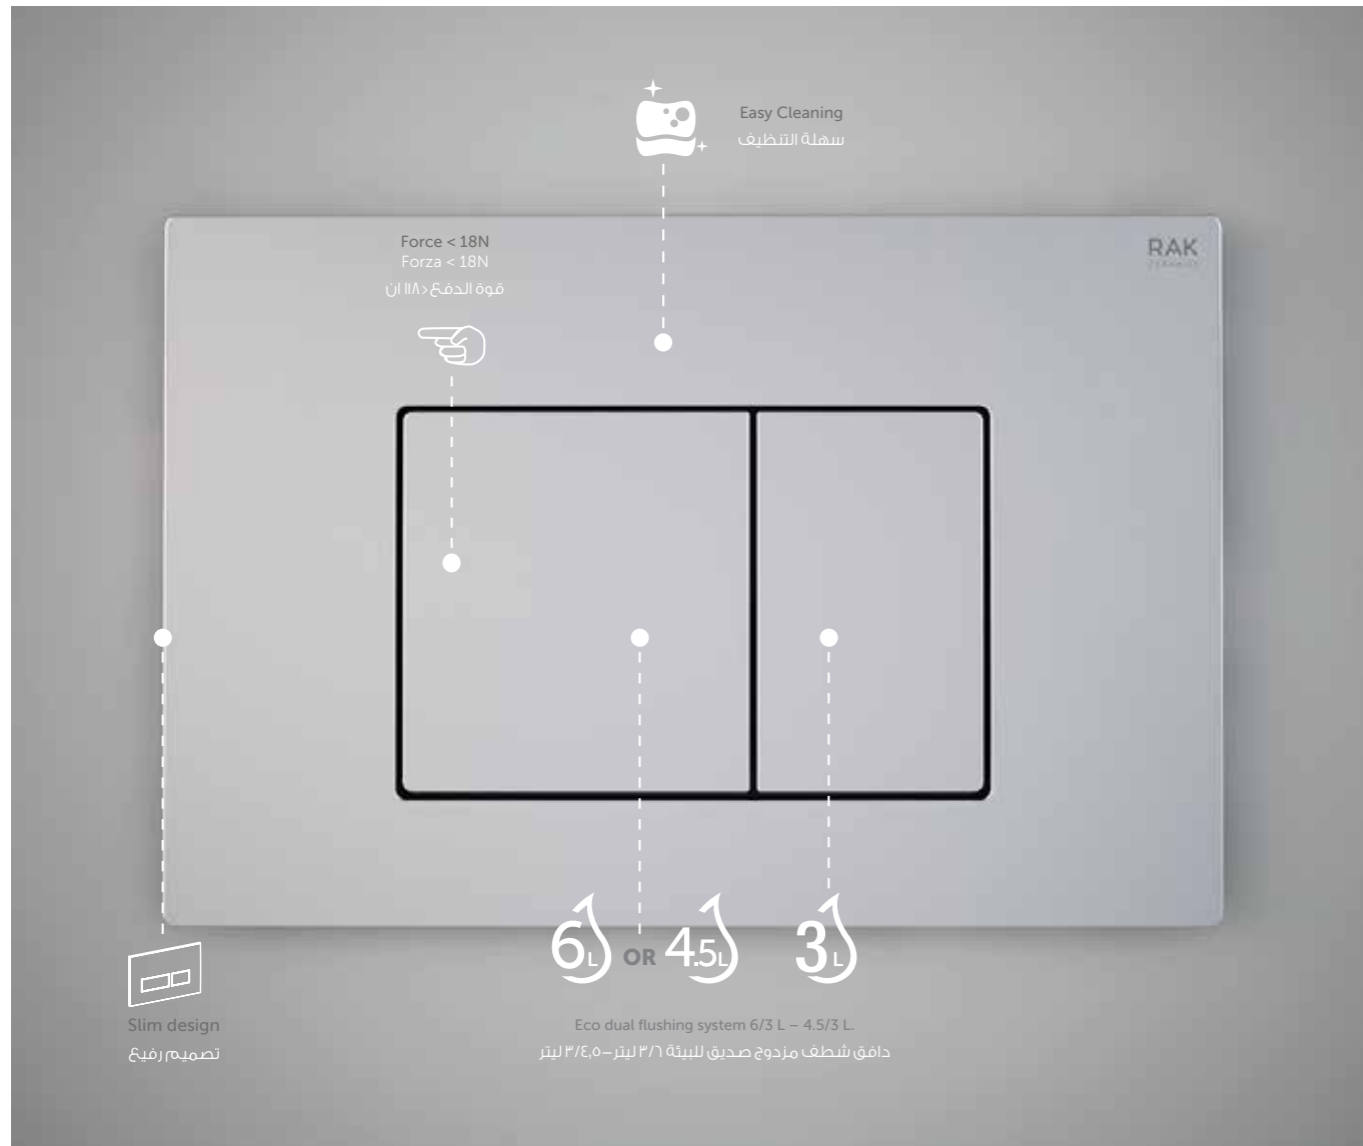 Easy Cleaning
سهلة التنظيف
Force < 18N
Forza < 18N
قوة الدفع <١١٨ ان
RAK
CERAMICS
6L OR 4.5L 3L
Slim design
تصميم رفيع
Eco dual flushing system 6/3 L – 4.5/3 L.
دافق شطف مزدوج صديق للبيئة ٣/٦ ليتر–٣/٤,٥ ليتر